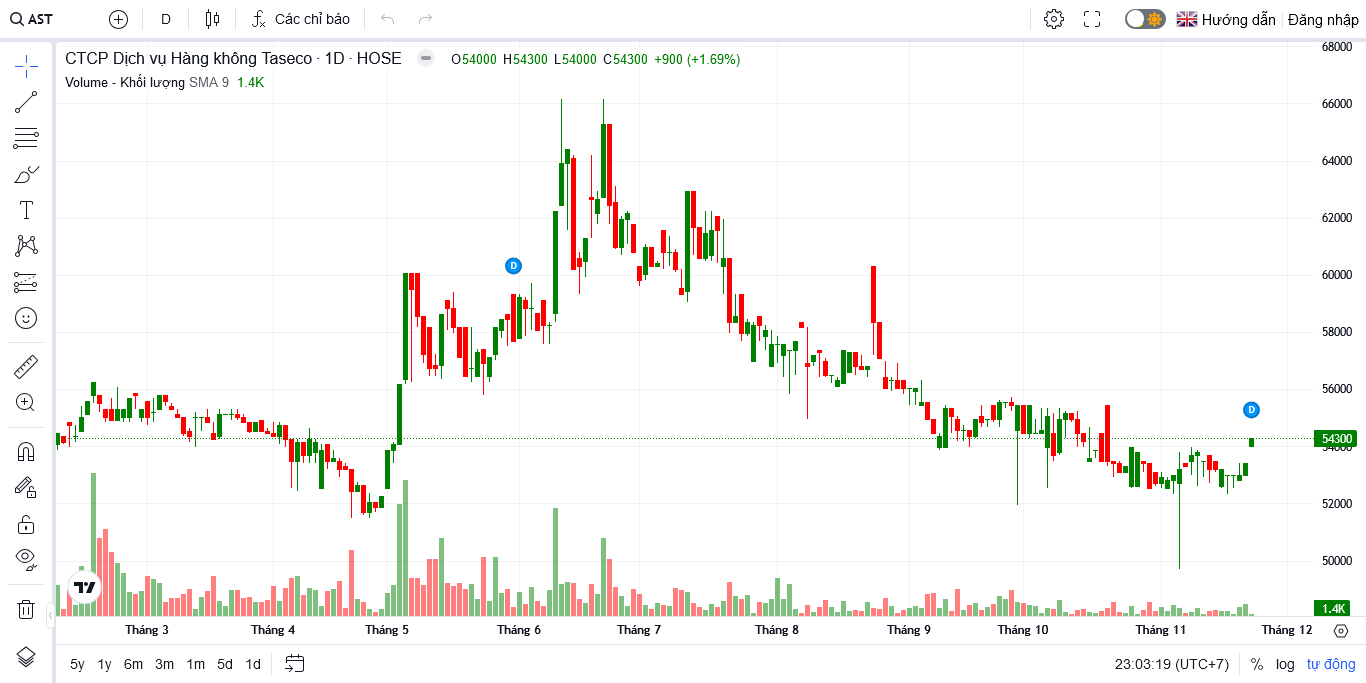 AST D Các chỉ báo Hướng dẫn Đăng nhập
CTCP Dịch vụ Hàng không Taseco · 1D · HOSE O54000 H54300 L54000 C54300 +900 (+1.69%)
Volume - Khối lượng SMA 9 1.4K
68000
66000
64000
62000
D
60000
58000
56000
D
54300
54000
52000
50000
1.4K
Tháng 3 Tháng 4 Tháng 5 Tháng 6 Tháng 7 Tháng 8 Tháng 9 Tháng 10 Tháng 11 Tháng 12
5y 1y 6m 3m 1m 5d 1d 23:03:19 (UTC+7) % log tự động